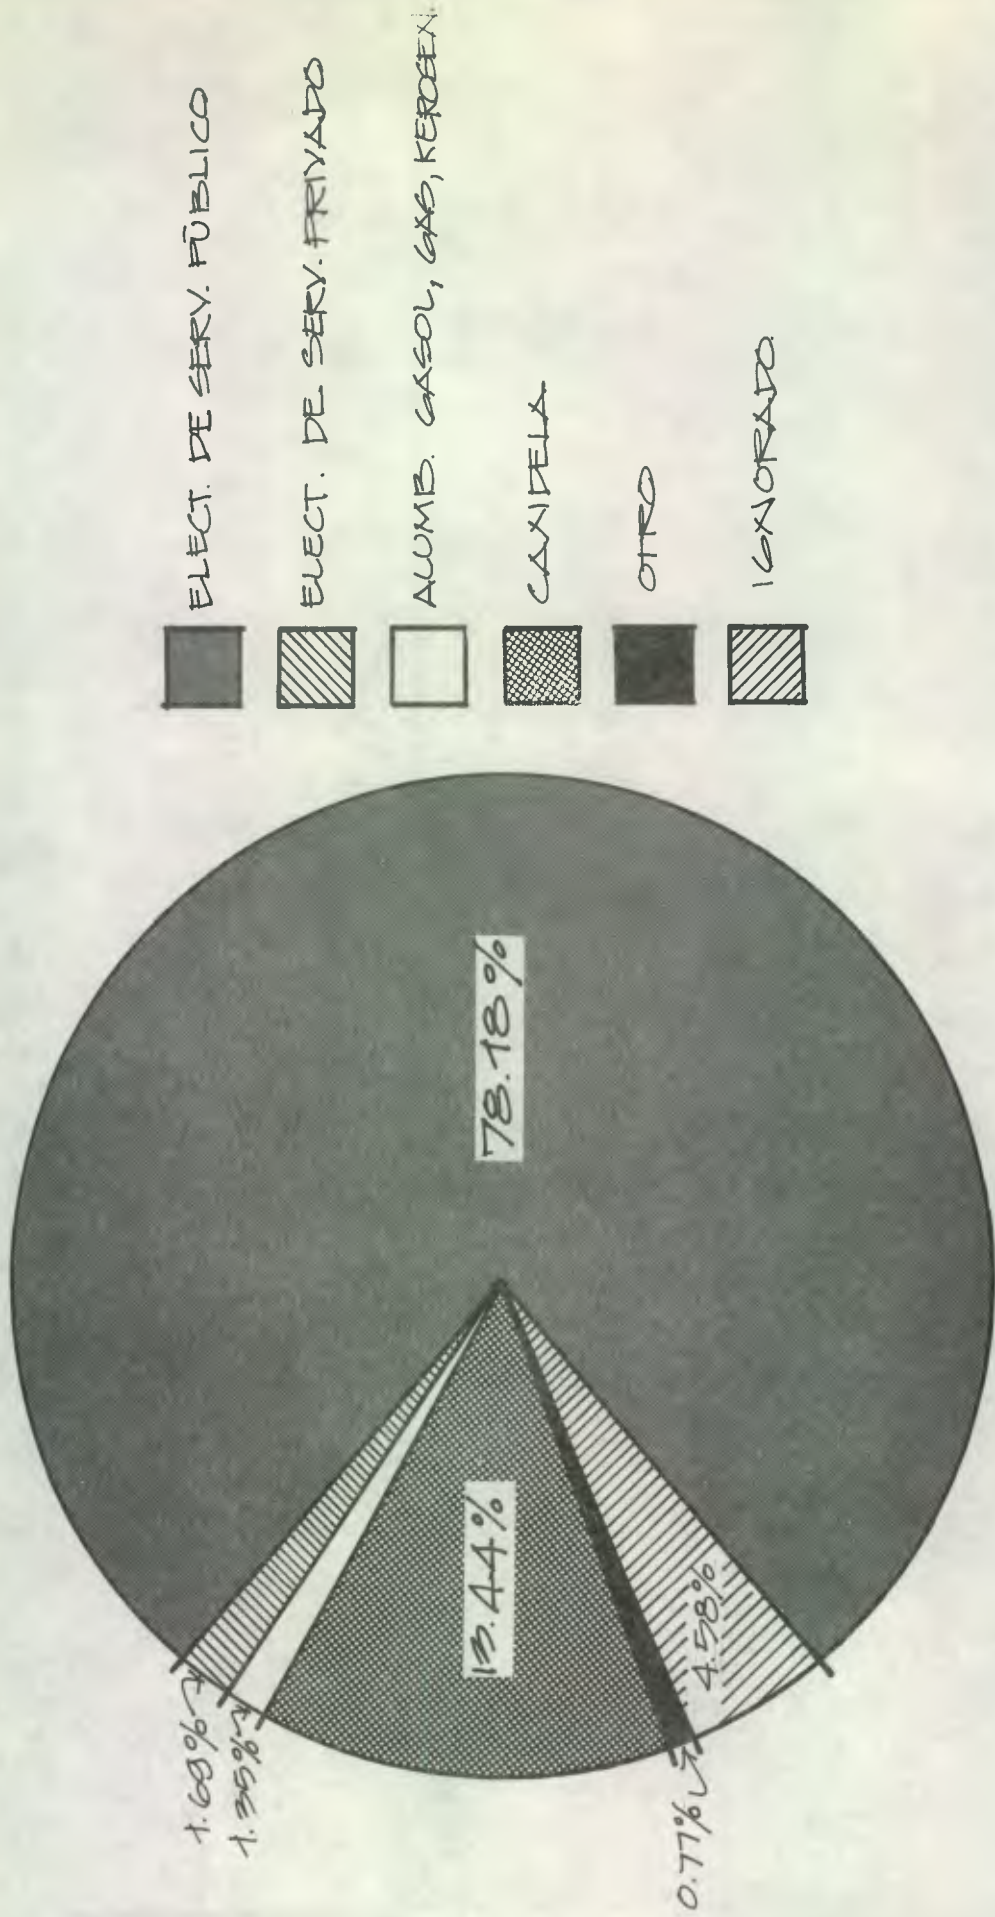 1.68%
1.35%
13.44%
78.18%
0.77%
4.58%
ELECT. DE SERV. PÚBLICO
ELECT. DE SERV. PRIVADO
ALUMB. GASOL, GAS, KEROSEN.
CANDELA
OTRO
IGNORADO.